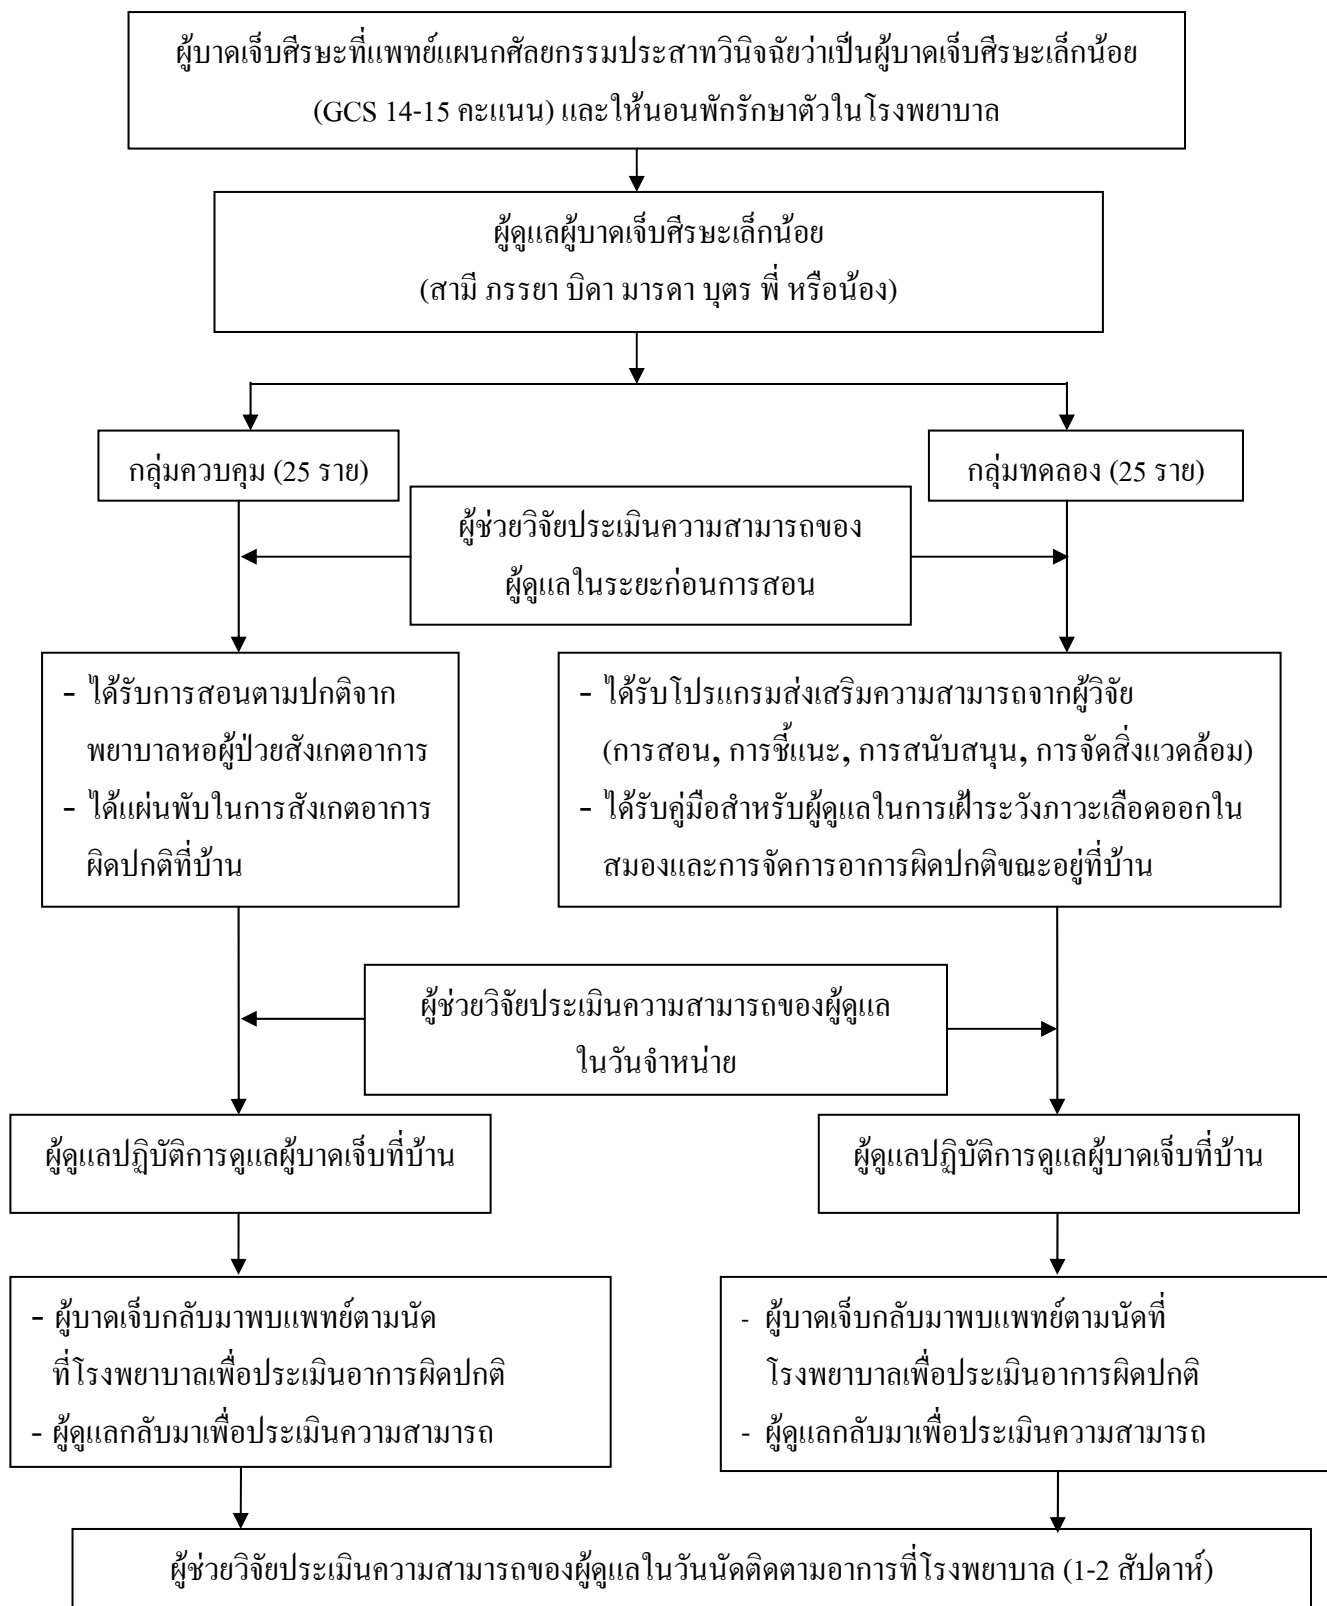 ผู้บาดเจ็บศีรษะที่แพทย์แผนกศัลยกรรมประสาทวินิจฉัยว่าเป็นผู้บาดเจ็บศีรษะเล็กน้อย
(GCS 14-15 คะแนน) และให้นอนพักรักษาตัวในโรงพยาบาล
ผู้ดูแลผู้บาดเจ็บศีรษะเล็กน้อย
(สามี ภรรยา บิดา มารดา บุตร พี่ หรือน้อง)
กลุ่มควบคุม (25 ราย)
กลุ่มทดลอง (25 ราย)
ผู้ช่วยวิจัยประเมินความสามารถของ
ผู้ดูแลในระยะก่อนการสอน
- ได้รับการสอนตามปกติจาก
พยาบาลหอผู้ป่วยสังเกตอาการ
- ได้แผ่นพับในการสังเกตอาการ
ผิดปกติที่บ้าน
- ได้รับโปรแกรมส่งเสริมความสามารถจากผู้วิจัย
(การสอน, การชี้แนะ, การสนับสนุน, การจัดสิ่งแวดล้อม)
- ได้รับคู่มือสำหรับผู้ดูแลในการเฝ้าระวังภาวะเลือดออกใน
สมองและการจัดการอาการผิดปกติขณะอยู่ที่บ้าน
ผู้ช่วยวิจัยประเมินความสามารถของผู้ดูแล
ในวันจำหน่าย
ผู้ดูแลปฏิบัติการดูแลผู้บาดเจ็บที่บ้าน
ผู้ดูแลปฏิบัติการดูแลผู้บาดเจ็บที่บ้าน
- ผู้บาดเจ็บกลับมาพบแพทย์ตามนัด
ที่โรงพยาบาลเพื่อประเมินอาการผิดปกติ
- ผู้ดูแลกลับมาเพื่อประเมินความสามารถ
- ผู้บาดเจ็บกลับมาพบแพทย์ตามนัดที่
โรงพยาบาลเพื่อประเมินอาการผิดปกติ
- ผู้ดูแลกลับมาเพื่อประเมินความสามารถ
ผู้ช่วยวิจัยประเมินความสามารถของผู้ดูแลในวันนัดติดตามอาการที่โรงพยาบาล (1-2 สัปดาห์)